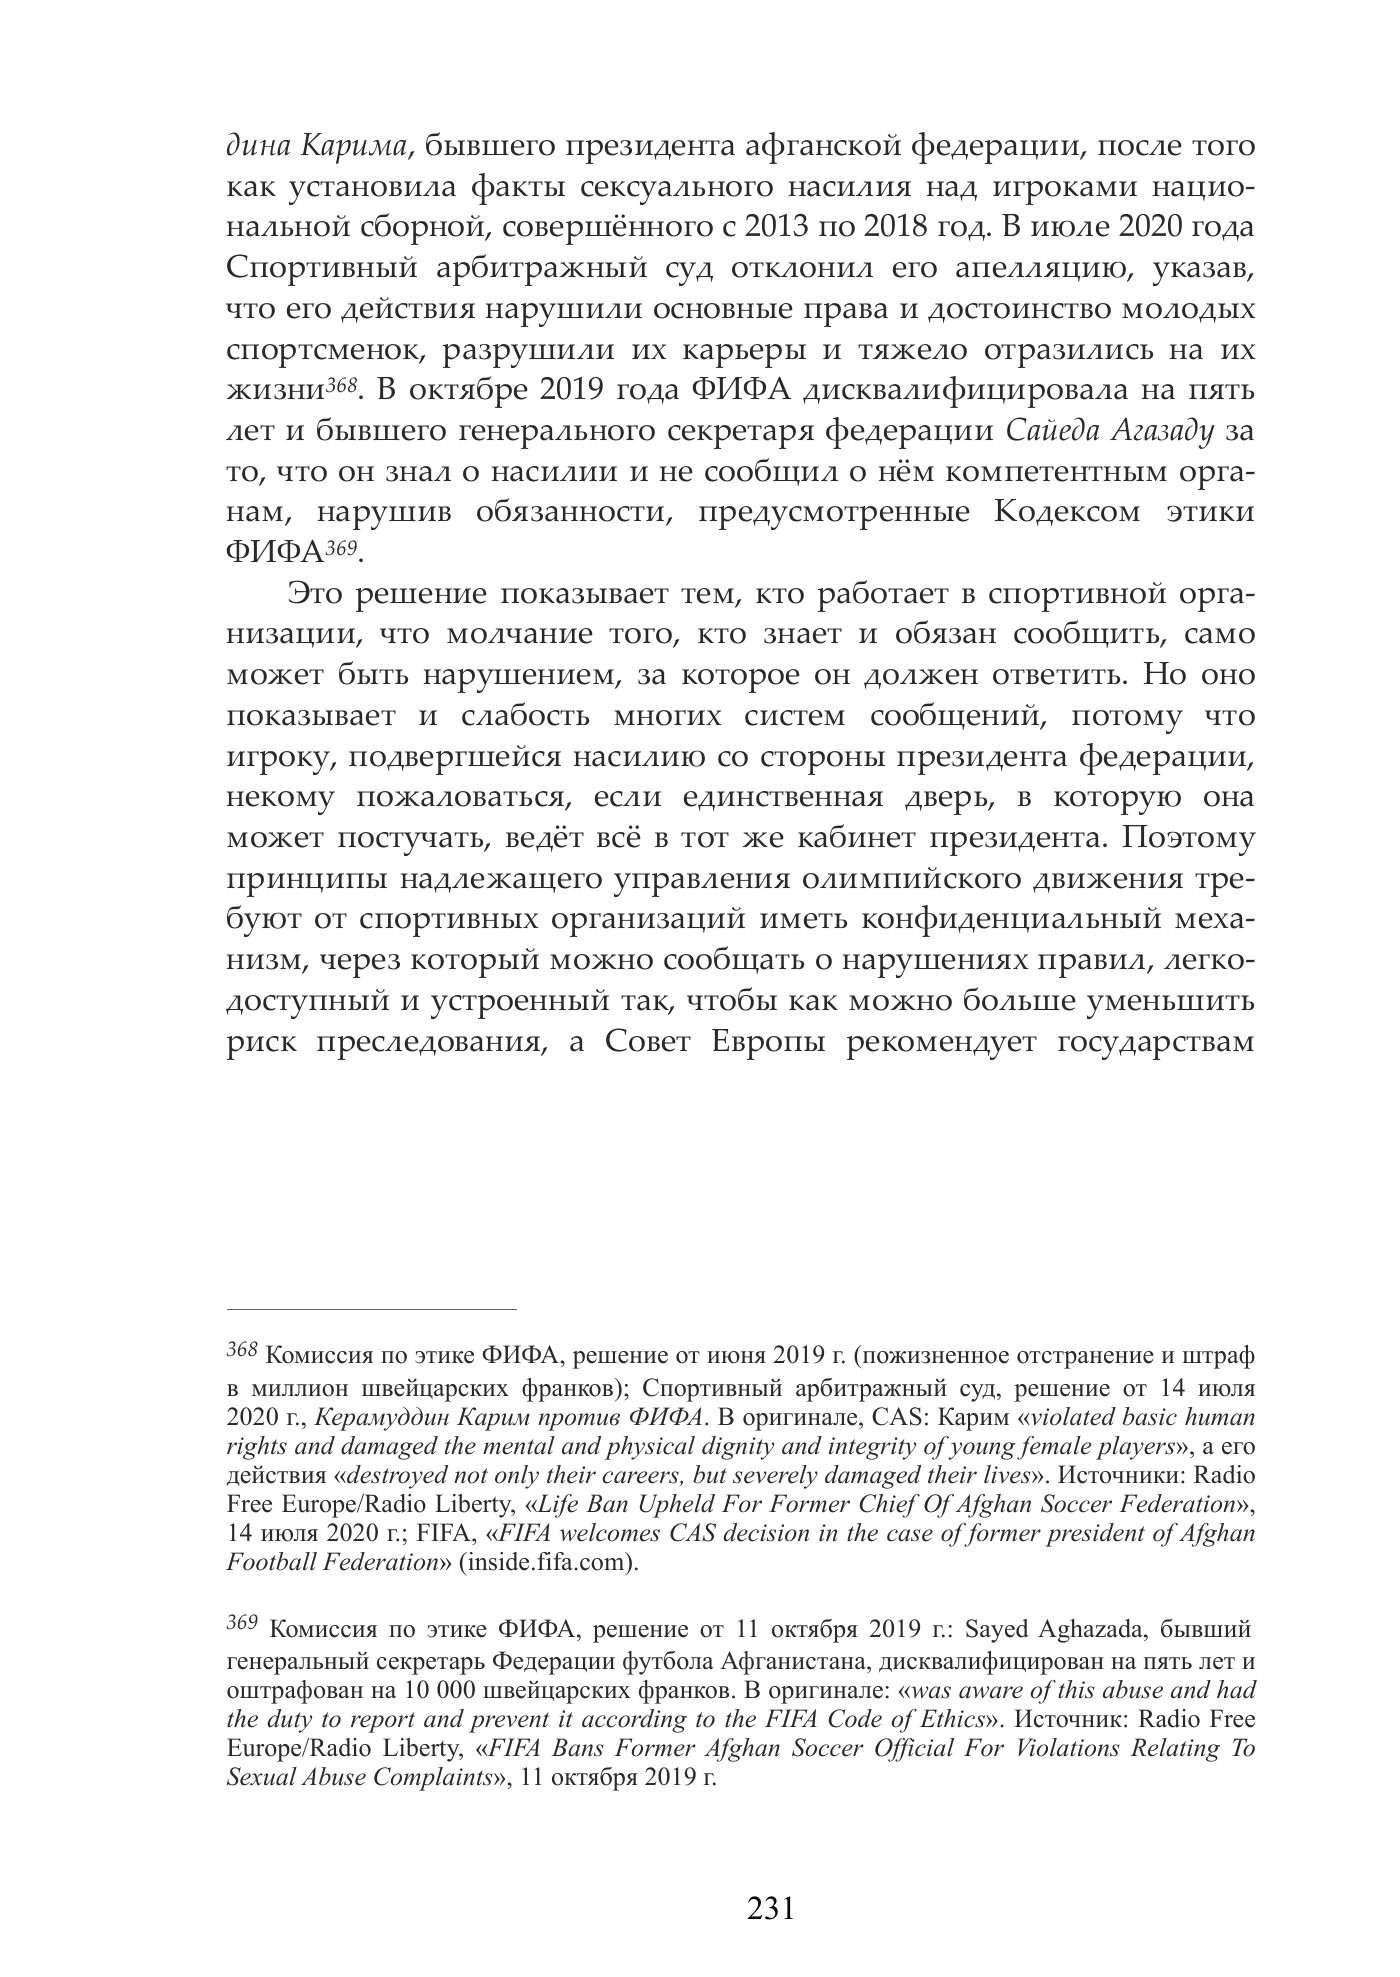 дина Карима, бывшего президента афганской федерации, после того
как установила факты сексуального насилия над игроками нацио-
нальной сборной, совершённого с 2013 по 2018 год. В июле 2020 года
Спортивный арбитражный суд отклонил его апелляцию, указав,
что его действия нарушили основные права и достоинство молодых
спортсменок, разрушили их карьеры и тяжело отразились на их
жизни368. В октябре 2019 года ФИФА дисквалифицировала на пять
лет и бывшего генерального секретаря федерации Сайеда Агазаду за
то, что он знал о насилии и не сообщил о нём компетентным орга-
нам, нарушив обязанности, предусмотренные Кодексом этики
ФИФА369.
Это решение показывает тем, кто работает в спортивной орга-
низации, что молчание того, кто знает и обязан сообщить, само
может быть нарушением, за которое он должен ответить. Но оно
показывает и слабость многих систем сообщений, потому что
игроку, подвергшейся насилию со стороны президента федерации,
некому пожаловаться, если единственная дверь, в которую она
может постучать, ведёт всё в тот же кабинет президента. Поэтому
принципы надлежащего управления олимпийского движения тре-
буют от спортивных организаций иметь конфиденциальный меха-
низм, через который можно сообщать о нарушениях правил, легко-
доступный и устроенный так, чтобы как можно больше уменьшить
риск преследования, а Совет Европы рекомендует государствам
368 Комиссия по этике ФИФА, решение от июня 2019 г. (пожизненное отстранение и штраф
в миллион швейцарских франков); Спортивный арбитражный суд, решение от 14 июля
2020 г., Керамуддин Карим против ФИФА. В оригинале, CAS: Карим «violated basic human
rights and damaged the mental and physical dignity and integrity of young female players», а его
действия «destroyed not only their careers, but severely damaged their lives». Источники: Radio
Free Europe/Radio Liberty, «Life Ban Upheld For Former Chief Of Afghan Soccer Federation»,
14 июля 2020 г.; FIFA, «FIFA welcomes CAS decision in the case of former president of Afghan
Football Federation» (inside.fifa.com).
369 Комиссия по этике ФИФА, решение от 11 октября 2019 г.: Sayed Aghazada, бывший
генеральный секретарь Федерации футбола Афганистана, дисквалифицирован на пять лет и
оштрафован на 10 000 швейцарских франков. В оригинале: «was aware of this abuse and had
the duty to report and prevent it according to the FIFA Code of Ethics». Источник: Radio Free
Europe/Radio Liberty, «FIFA Bans Former Afghan Soccer Official For Violations Relating To
Sexual Abuse Complaints», 11 октября 2019 г.
231